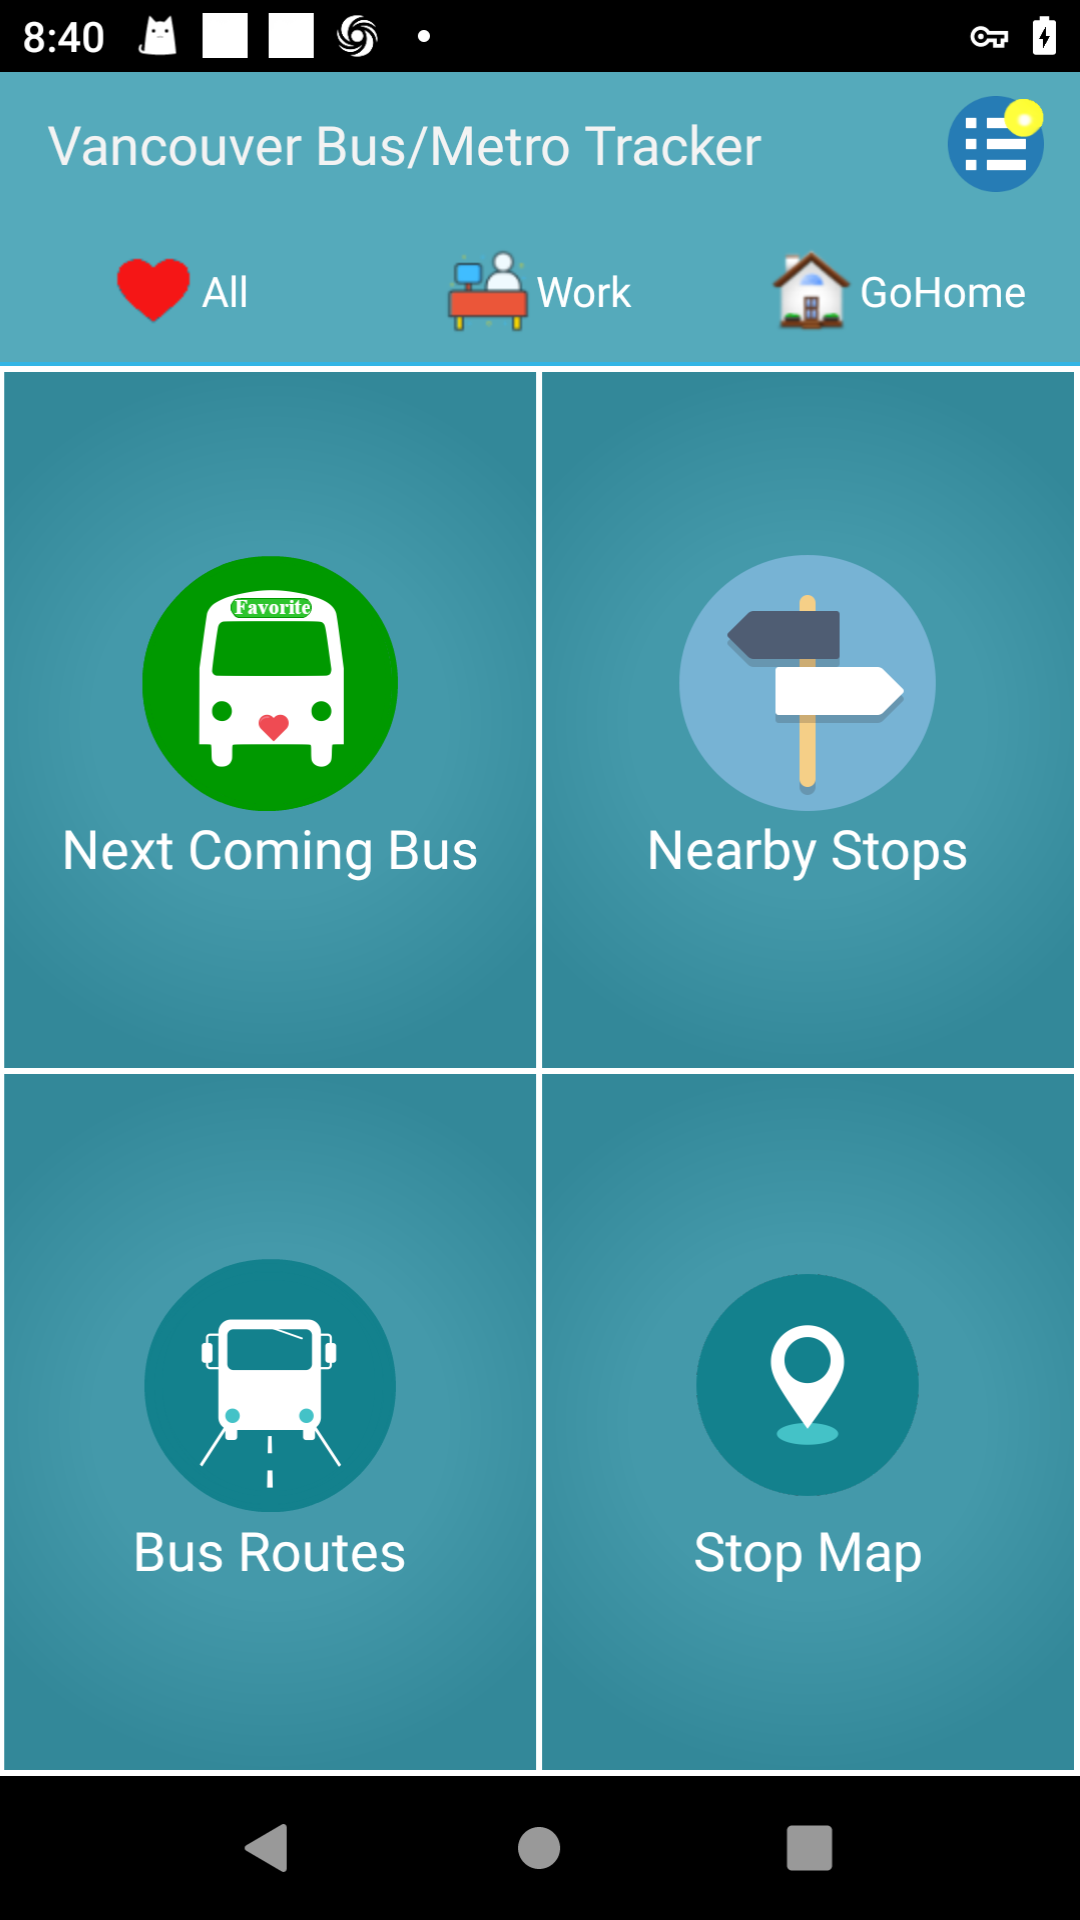 8:40
Vancouver Bus/Metro Tracker
All
Work
GoHome
Favorite
Next Coming Bus
Nearby Stops
Bus Routes
Stop Map